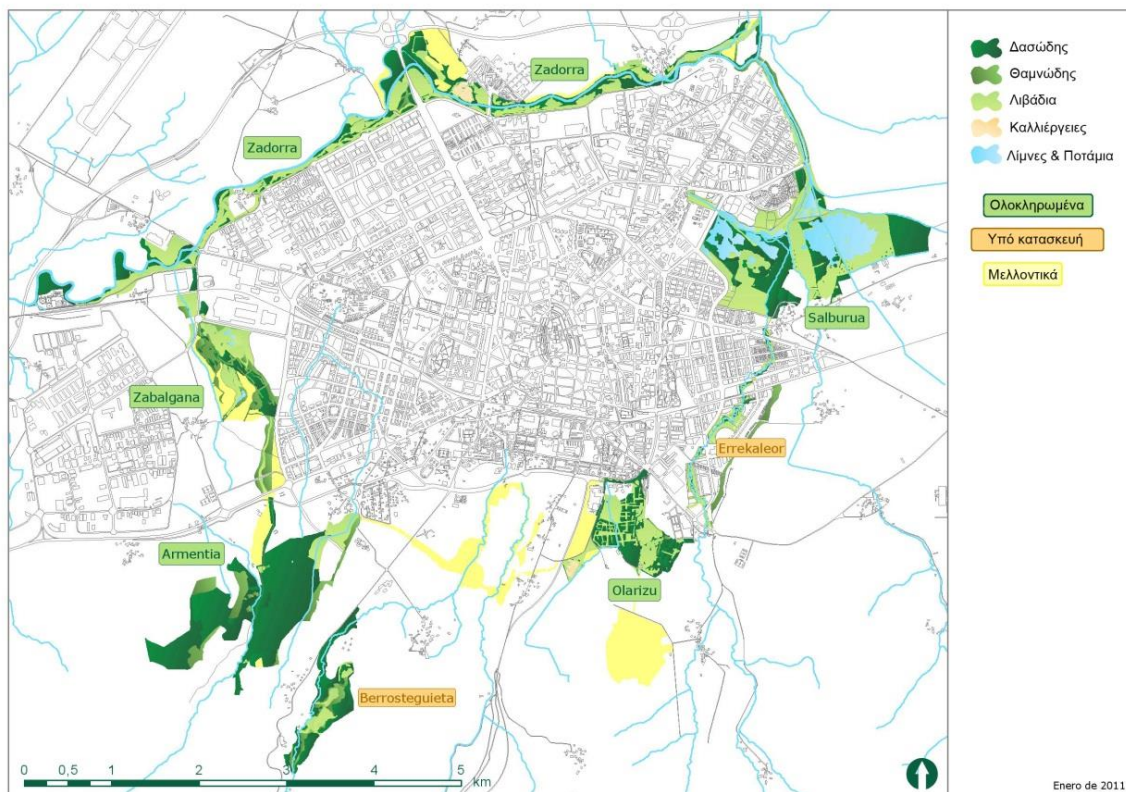 Zadorra
Zadorra
Salburua
Zabalgana
Errekaleor
Armentia
Olarizu
Berrosteguieta
0 0,5 1 2 3 4 5
km
Δασώδης
Θαμνώδης
Λιβάδια
Καλλιέργειες
Λίμνες & Ποτάμια
Ολοκληρωμένα
Υπό κατασκευή
Μελλοντικά
Enero de 2011